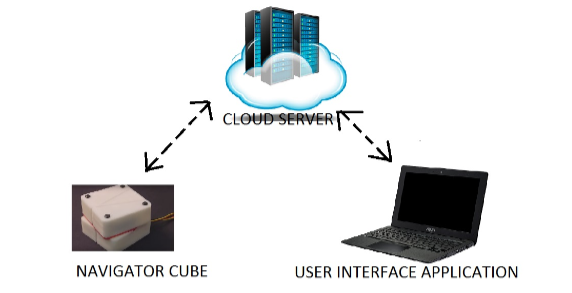 CLOUD SERVER
NAVIGATOR CUBE
USER INTERFACE APPLICATION